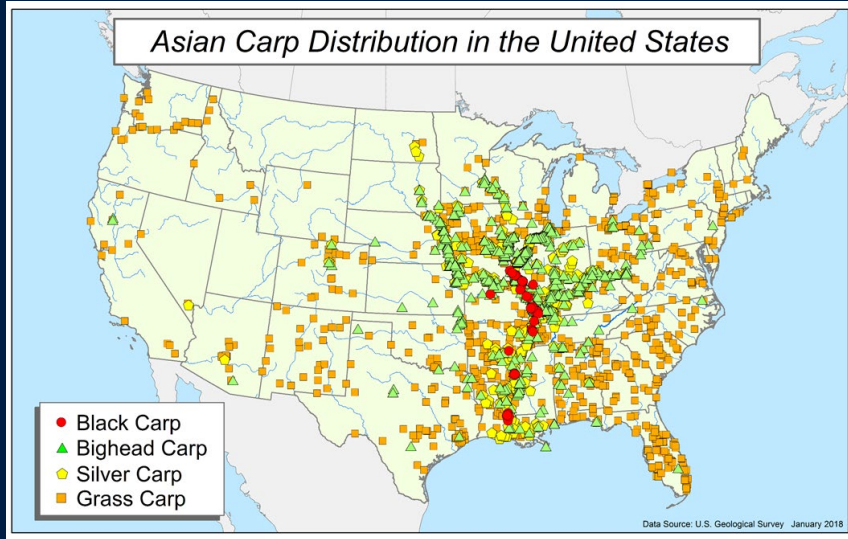 Asian Carp Distribution in the United States
Black Carp
Bighead Carp
Silver Carp
Grass Carp
Data Source: U.S. Geological Survey January 2018